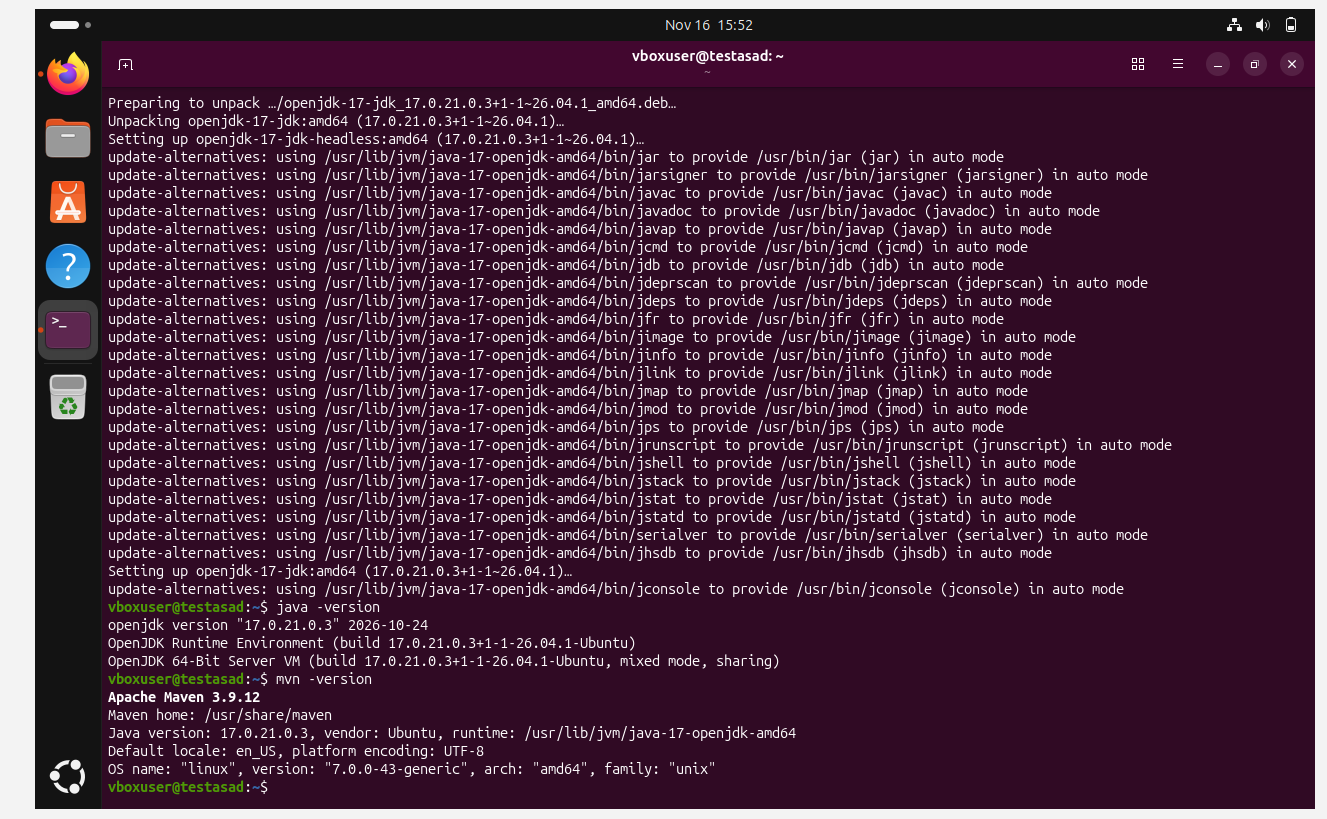 Nov 16 15:52
vboxuser@testasad: ~
~
Preparing to unpack …/openjdk-17-jdk_17.0.21.0.3+1-1~26.04.1_amd64.deb…
Unpacking openjdk-17-jdk:amd64 (17.0.21.0.3+1-1~26.04.1)…
Setting up openjdk-17-jdk-headless:amd64 (17.0.21.0.3+1-1~26.04.1)…
update-alternatives: using /usr/lib/jvm/java-17-openjdk-amd64/bin/jar to provide /usr/bin/jar (jar) in auto mode
update-alternatives: using /usr/lib/jvm/java-17-openjdk-amd64/bin/jarsigner to provide /usr/bin/jarsigner (jarsigner) in auto mode
update-alternatives: using /usr/lib/jvm/java-17-openjdk-amd64/bin/javac to provide /usr/bin/javac (javac) in auto mode
update-alternatives: using /usr/lib/jvm/java-17-openjdk-amd64/bin/javadoc to provide /usr/bin/javadoc (javadoc) in auto mode
update-alternatives: using /usr/lib/jvm/java-17-openjdk-amd64/bin/javap to provide /usr/bin/javap (javap) in auto mode
update-alternatives: using /usr/lib/jvm/java-17-openjdk-amd64/bin/jcmd to provide /usr/bin/jcmd (jcmd) in auto mode
update-alternatives: using /usr/lib/jvm/java-17-openjdk-amd64/bin/jdb to provide /usr/bin/jdb (jdb) in auto mode
update-alternatives: using /usr/lib/jvm/java-17-openjdk-amd64/bin/jdeprscan to provide /usr/bin/jdeprscan (jdeprscan) in auto mode
update-alternatives: using /usr/lib/jvm/java-17-openjdk-amd64/bin/jdeps to provide /usr/bin/jdeps (jdeps) in auto mode
update-alternatives: using /usr/lib/jvm/java-17-openjdk-amd64/bin/jfr to provide /usr/bin/jfr (jfr) in auto mode
update-alternatives: using /usr/lib/jvm/java-17-openjdk-amd64/bin/jimage to provide /usr/bin/jimage (jimage) in auto mode
update-alternatives: using /usr/lib/jvm/java-17-openjdk-amd64/bin/jinfo to provide /usr/bin/jinfo (jinfo) in auto mode
update-alternatives: using /usr/lib/jvm/java-17-openjdk-amd64/bin/jlink to provide /usr/bin/jlink (jlink) in auto mode
update-alternatives: using /usr/lib/jvm/java-17-openjdk-amd64/bin/jmap to provide /usr/bin/jmap (jmap) in auto mode
update-alternatives: using /usr/lib/jvm/java-17-openjdk-amd64/bin/jmod to provide /usr/bin/jmod (jmod) in auto mode
update-alternatives: using /usr/lib/jvm/java-17-openjdk-amd64/bin/jps to provide /usr/bin/jps (jps) in auto mode
update-alternatives: using /usr/lib/jvm/java-17-openjdk-amd64/bin/jrunscript to provide /usr/bin/jrunscript (jrunscript) in auto mode
update-alternatives: using /usr/lib/jvm/java-17-openjdk-amd64/bin/jshell to provide /usr/bin/jshell (jshell) in auto mode
update-alternatives: using /usr/lib/jvm/java-17-openjdk-amd64/bin/jstack to provide /usr/bin/jstack (jstack) in auto mode
update-alternatives: using /usr/lib/jvm/java-17-openjdk-amd64/bin/jstat to provide /usr/bin/jstat (jstat) in auto mode
update-alternatives: using /usr/lib/jvm/java-17-openjdk-amd64/bin/jstatd to provide /usr/bin/jstatd (jstatd) in auto mode
update-alternatives: using /usr/lib/jvm/java-17-openjdk-amd64/bin/serialver to provide /usr/bin/serialver (serialver) in auto mode
update-alternatives: using /usr/lib/jvm/java-17-openjdk-amd64/bin/jhsdb to provide /usr/bin/jhsdb (jhsdb) in auto mode
Setting up openjdk-17-jdk:amd64 (17.0.21.0.3+1-1~26.04.1)…
update-alternatives: using /usr/lib/jvm/java-17-openjdk-amd64/bin/jconsole to provide /usr/bin/jconsole (jconsole) in auto mode
vboxuser@testasad:~$ java -version
openjdk version "17.0.21.0.3" 2026-10-24
OpenJDK Runtime Environment (build 17.0.21.0.3+1-1-26.04.1-Ubuntu)
OpenJDK 64-Bit Server VM (build 17.0.21.0.3+1-1-26.04.1-Ubuntu, mixed mode, sharing)
vboxuser@testasad:~$ mvn -version
Apache Maven 3.9.12
Maven home: /usr/share/maven
Java version: 17.0.21.0.3, vendor: Ubuntu, runtime: /usr/lib/jvm/java-17-openjdk-amd64
Default locale: en_US, platform encoding: UTF-8
OS name: "linux", version: "7.0.0-43-generic", arch: "amd64", family: "unix"
vboxuser@testasad:~$